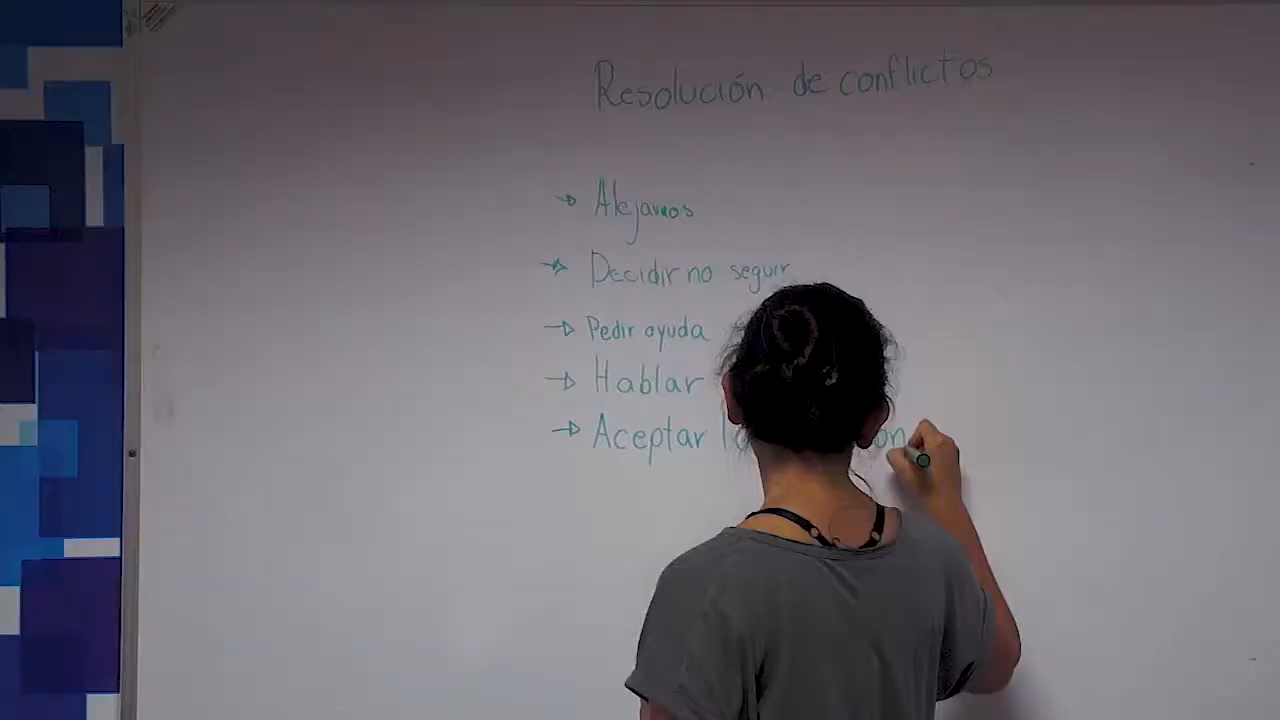 Resolución de conflictos
→ Alejarnos
→ Decidir no seguir
→ Pedir ayuda
→ Hablar
→ Aceptar